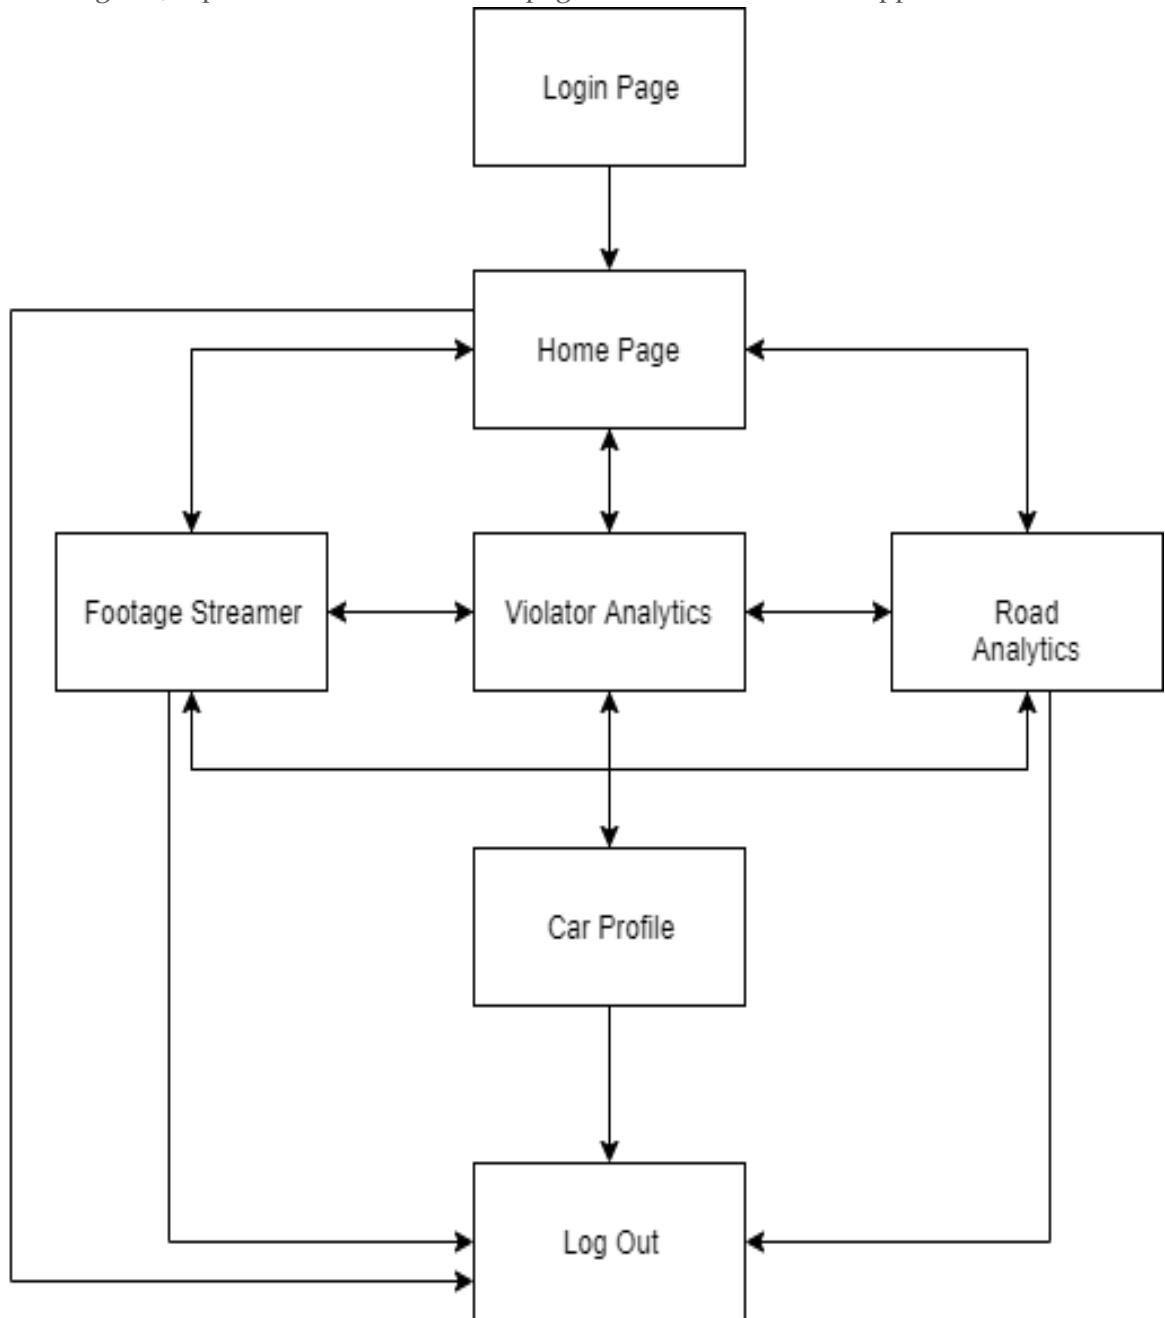 Login Page
Home Page
Footage Streamer
Violator Analytics
Road
Analytics
Car Profile
Log Out